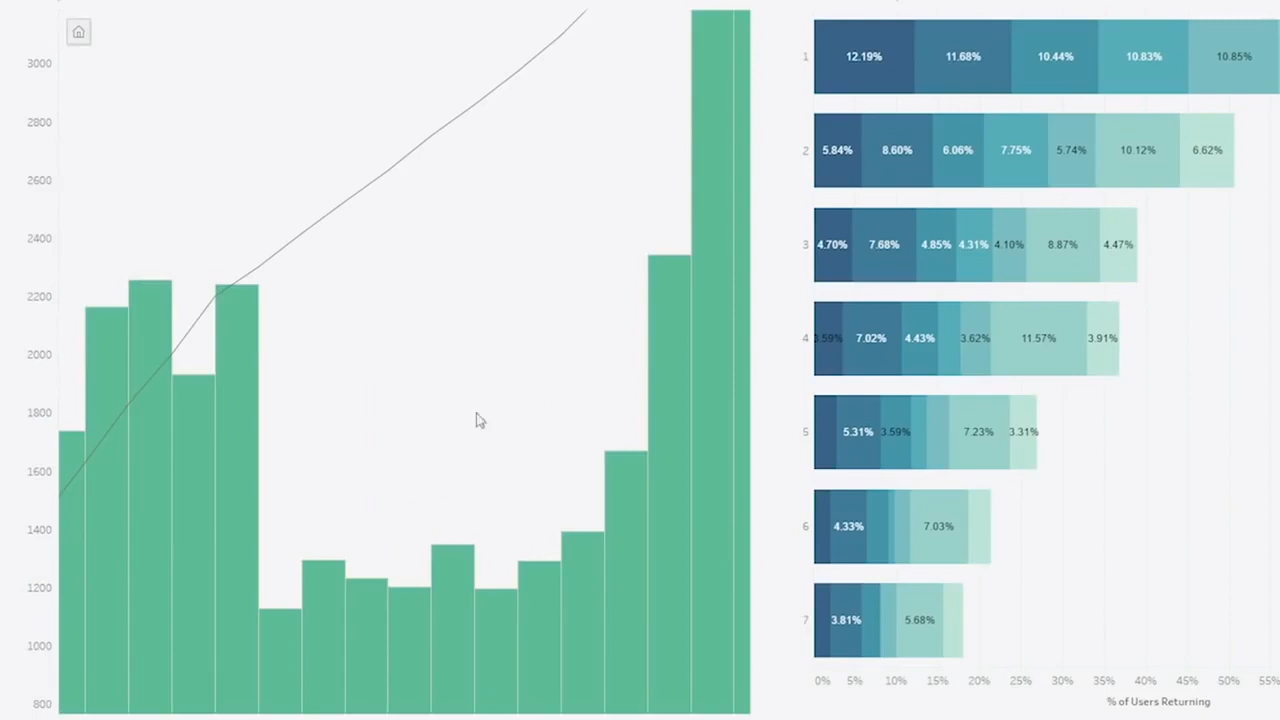 3000
2800
2600
2400
2200
2000
1800
1600
1400
1200
1000
800
1 12.19% 11.68% 10.44% 10.83% 10.85%
2 5.84% 8.60% 6.06% 7.75% 5.74% 10.12% 6.62%
3 4.70% 7.68% 4.85% 4.31% 4.10% 8.87% 4.47%
4 3.59% 7.02% 4.43% 3.62% 11.57% 3.91%
5 5.31% 3.59% 7.23% 3.31%
6 4.33% 7.03%
7 3.81% 5.68%
0% 5% 10% 15% 20% 25% 30% 35% 40% 45% 50% 55%
% of Users Returning